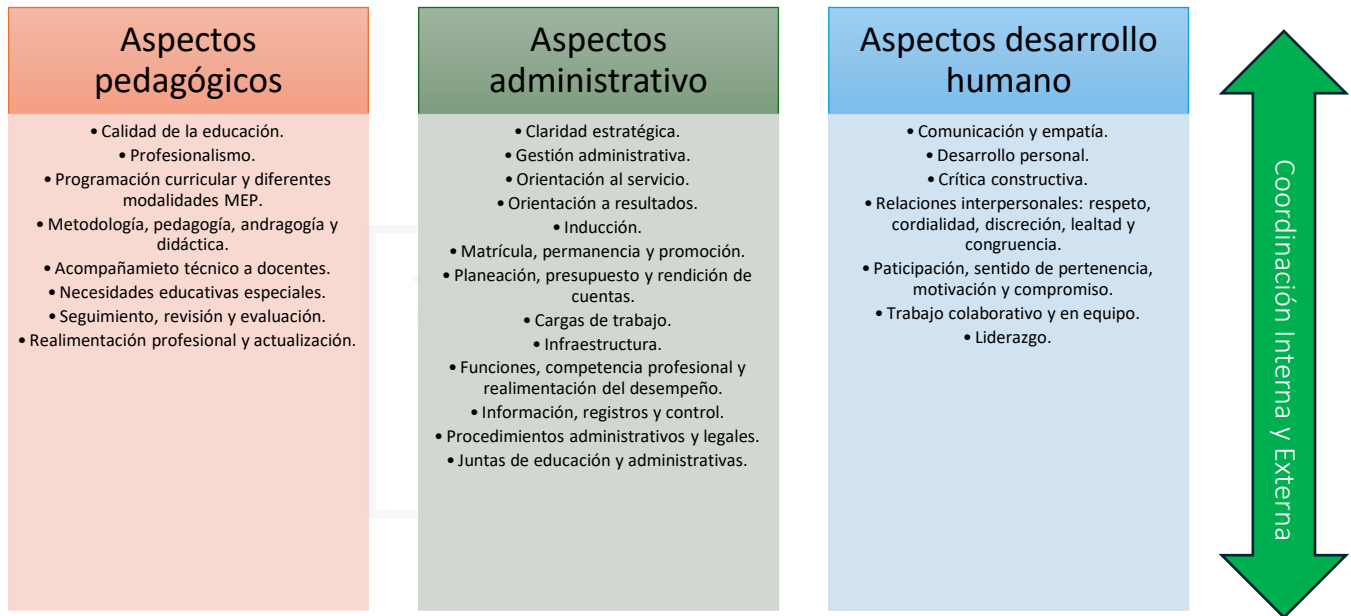 Aspectos
pedagógicos
• Calidad de la educación.
• Profesionalismo.
• Programación curricular y diferentes
modalidades MEP.
• Metodología, pedagogía, andragogía y
didáctica.
• Acompañamieto técnico a docentes.
• Necesidades educativas especiales.
• Seguimiento, revisión y evaluación.
• Realimentación profesional y actualización.
Aspectos
administrativo
• Claridad estratégica.
• Gestión administrativa.
• Orientación al servicio.
• Orientación a resultados.
• Inducción.
• Matrícula, permanencia y promoción.
• Planeación, presupuesto y rendición de
cuentas.
• Cargas de trabajo.
• Infraestructura.
• Funciones, competencia profesional y
realimentación del desempeño.
• Información, registros y control.
• Procedimientos administrativos y legales.
• Juntas de educación y administrativas.
Aspectos desarrollo
humano
• Comunicación y empatía.
• Desarrollo personal.
• Crítica constructiva.
• Relaciones interpersonales: respeto,
cordialidad, discreción, lealtad y
congruencia.
• Paticipación, sentido de pertenencia,
motivación y compromiso.
• Trabajo colaborativo y en equipo.
• Liderazgo.
Coordinación Interna y Externa